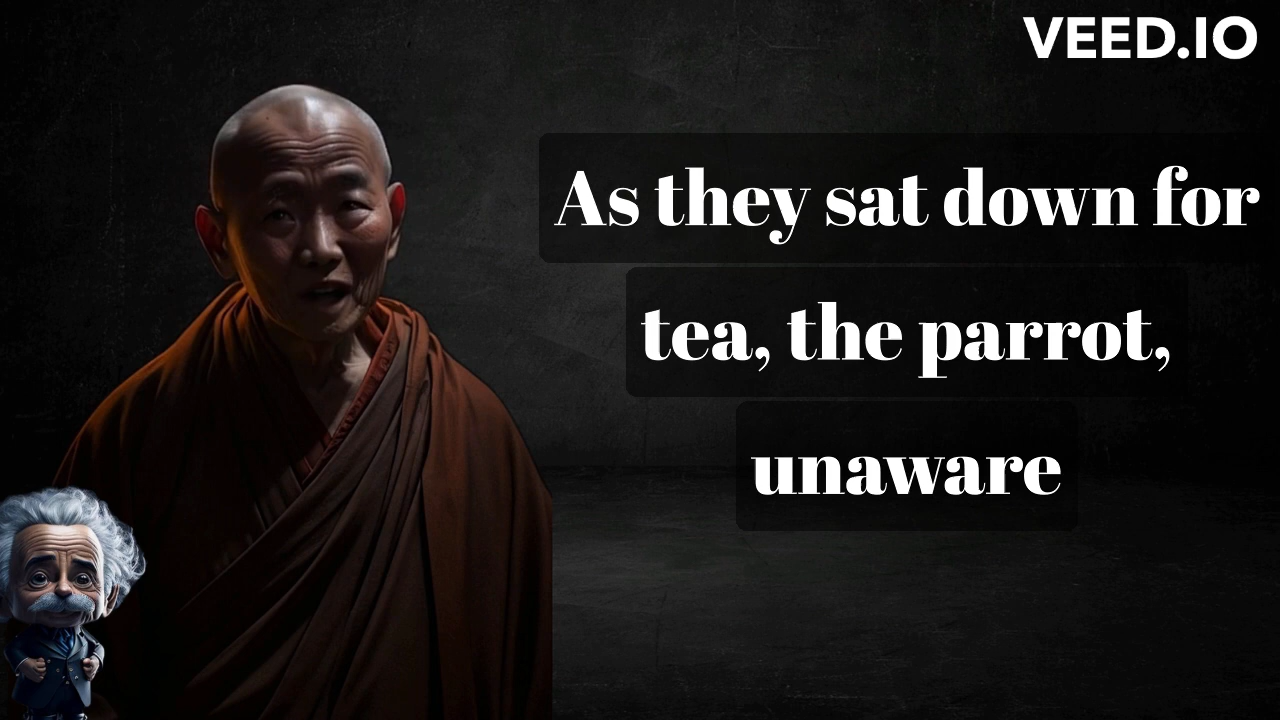 VEED.IO
As they sat down for
tea, the parrot,
unaware